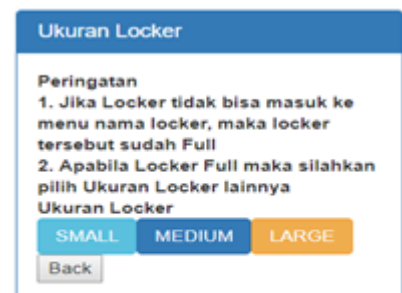 Ukuran Locker
Peringatan
1. Jika Locker tidak bisa masuk ke
menu nama locker, maka locker
tersebut sudah Full
2. Apabila Locker Full maka silahkan
pilih Ukuran Locker lainnya
Ukuran Locker
SMALL MEDIUM LARGE
Back